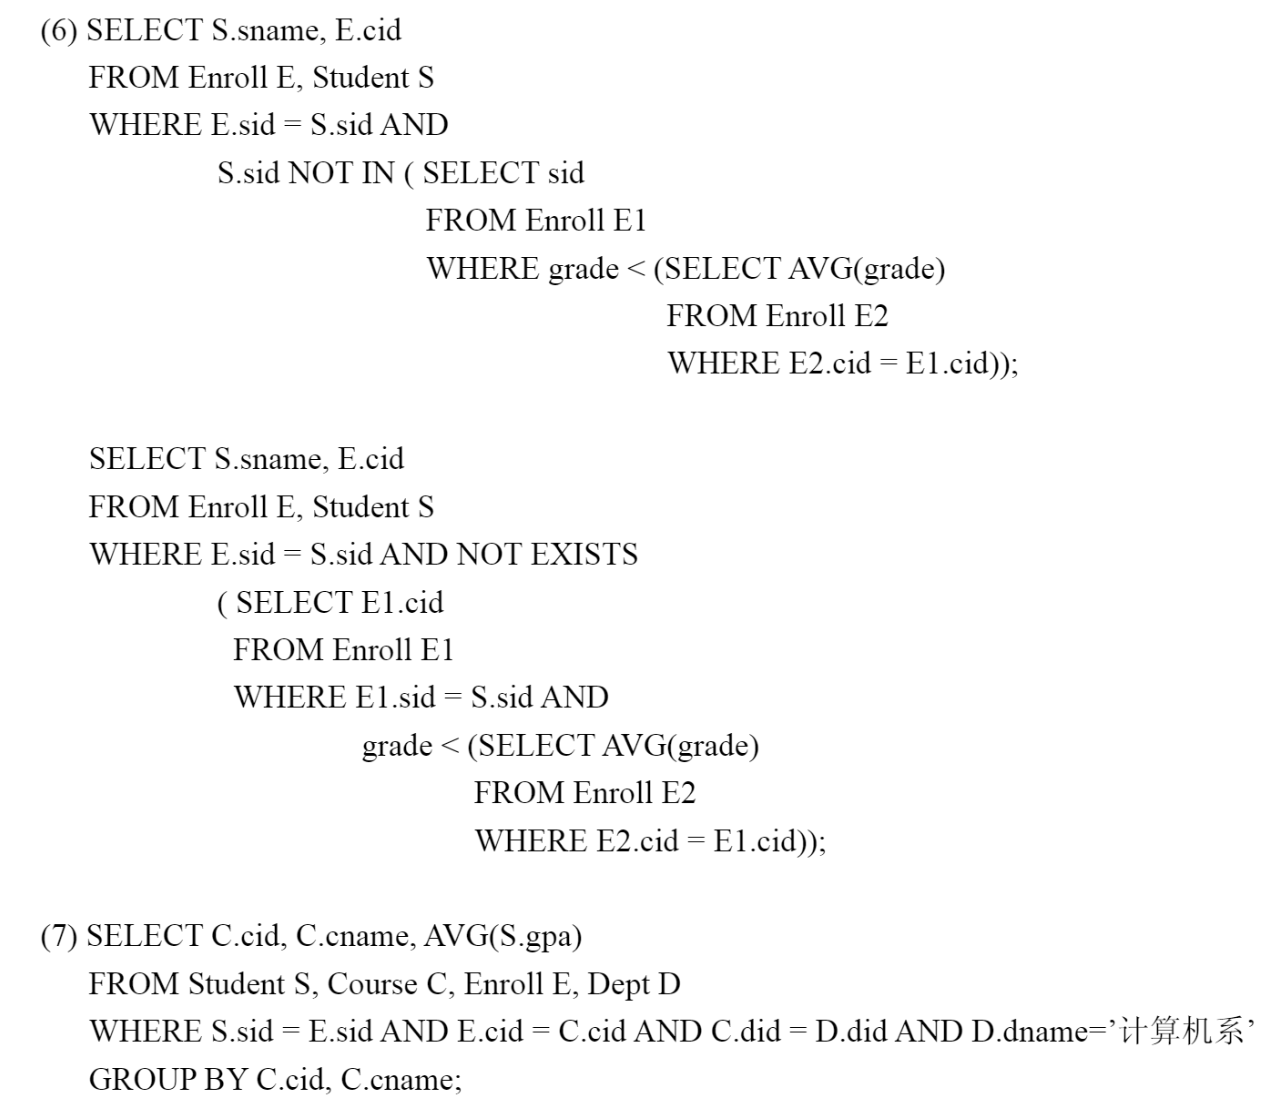 (6) SELECT S.sname, E.cid
FROM Enroll E, Student S
WHERE E.sid = S.sid AND
S.sid NOT IN ( SELECT sid
FROM Enroll E1
WHERE grade < (SELECT AVG(grade)
FROM Enroll E2
WHERE E2.cid = E1.cid));
SELECT S.sname, E.cid
FROM Enroll E, Student S
WHERE E.sid = S.sid AND NOT EXISTS
( SELECT E1.cid
FROM Enroll E1
WHERE E1.sid = S.sid AND
grade < (SELECT AVG(grade)
FROM Enroll E2
WHERE E2.cid = E1.cid));
(7) SELECT C.cid, C.cname, AVG(S.gpa)
FROM Student S, Course C, Enroll E, Dept D
WHERE S.sid = E.sid AND E.cid = C.cid AND C.did = D.did AND D.dname=’计算机系’
GROUP BY C.cid, C.cname;